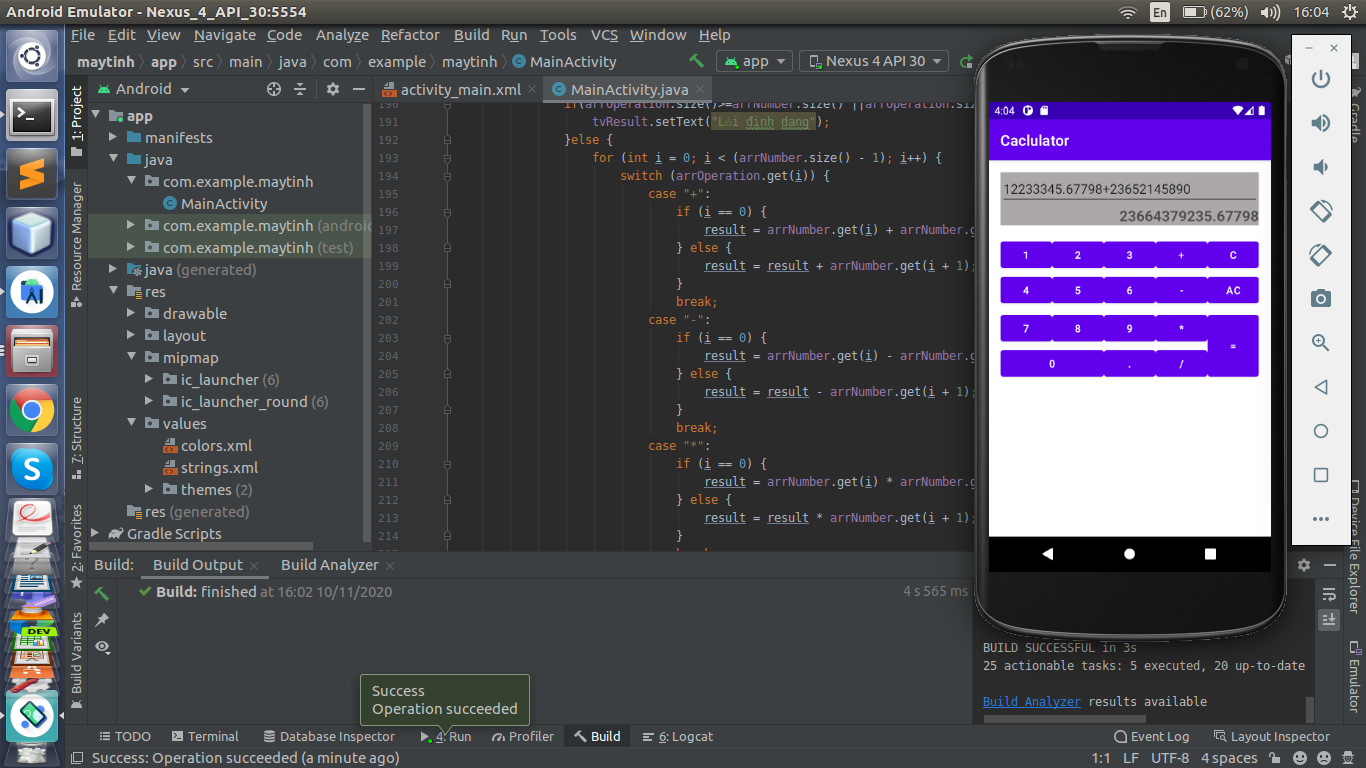 Android Emulator - Nexus_4_API_30:5554
En
(62%)
16:04
File Edit View Navigate Code Analyze Refactor Build Run Tools VCS Window Help
maytinh app src main java com example maytinh MainActivity
app
Nexus 4 API 30
1: Project
Resource Manager
7: Structure
2: Favorites
Build Variants
Android
app
manifests
java
com.example.maytinh
MainActivity
com.example.maytinh (androi
com.example.maytinh (test)
java (generated)
res
drawable
layout
mipmap
ic_launcher (6)
ic_launcher_round (6)
values
colors.xml
strings.xml
themes (2)
res (generated)
Gradle Scripts
activity_main.xml
MainActivity.java
190 if(arrOperation.size()>=arrNumber.size() ||arrOperation.siz
191 tvResult.setText("Lỗi định dạng");
192 }else {
193 for (int i = 0; i < (arrNumber.size() - 1); i++) {
194 switch (arrOperation.get(i)) {
195 case "+":
196 if (i == 0) {
197 result = arrNumber.get(i) + arrNumber.g
198 } else {
199 result = result + arrNumber.get(i + 1);
200 }
201 break;
202 case "-":
203 if (i == 0) {
204 result = arrNumber.get(i) - arrNumber.g
205 } else {
206 result = result - arrNumber.get(i + 1);
207 }
208 break;
209 case "*":
210 if (i == 0) {
211 result = arrNumber.get(i) * arrNumber.g
212 } else {
213 result = result * arrNumber.get(i + 1);
214 }
4:04
Caclulator
12233345.67798+23652145890
23664379235.67798
1 2 3 + C
4 5 6 - AC
7 8 9 *
=
0 . /
Gradle
Device File Explorer
Emulator
Build: Build Output Build Analyzer
Build: finished at 16:02 10/11/2020
4 s 565 ms
BUILD SUCCESSFUL in 3s
25 actionable tasks: 5 executed, 20 up-to-date
Build Analyzer results available
DEV
Success
Operation succeeded
TODO Terminal Database Inspector 4: Run Profiler Build 6: Logcat Event Log Layout Inspector
Success: Operation succeeded (a minute ago)
1:1 LF UTF-8 4 spaces